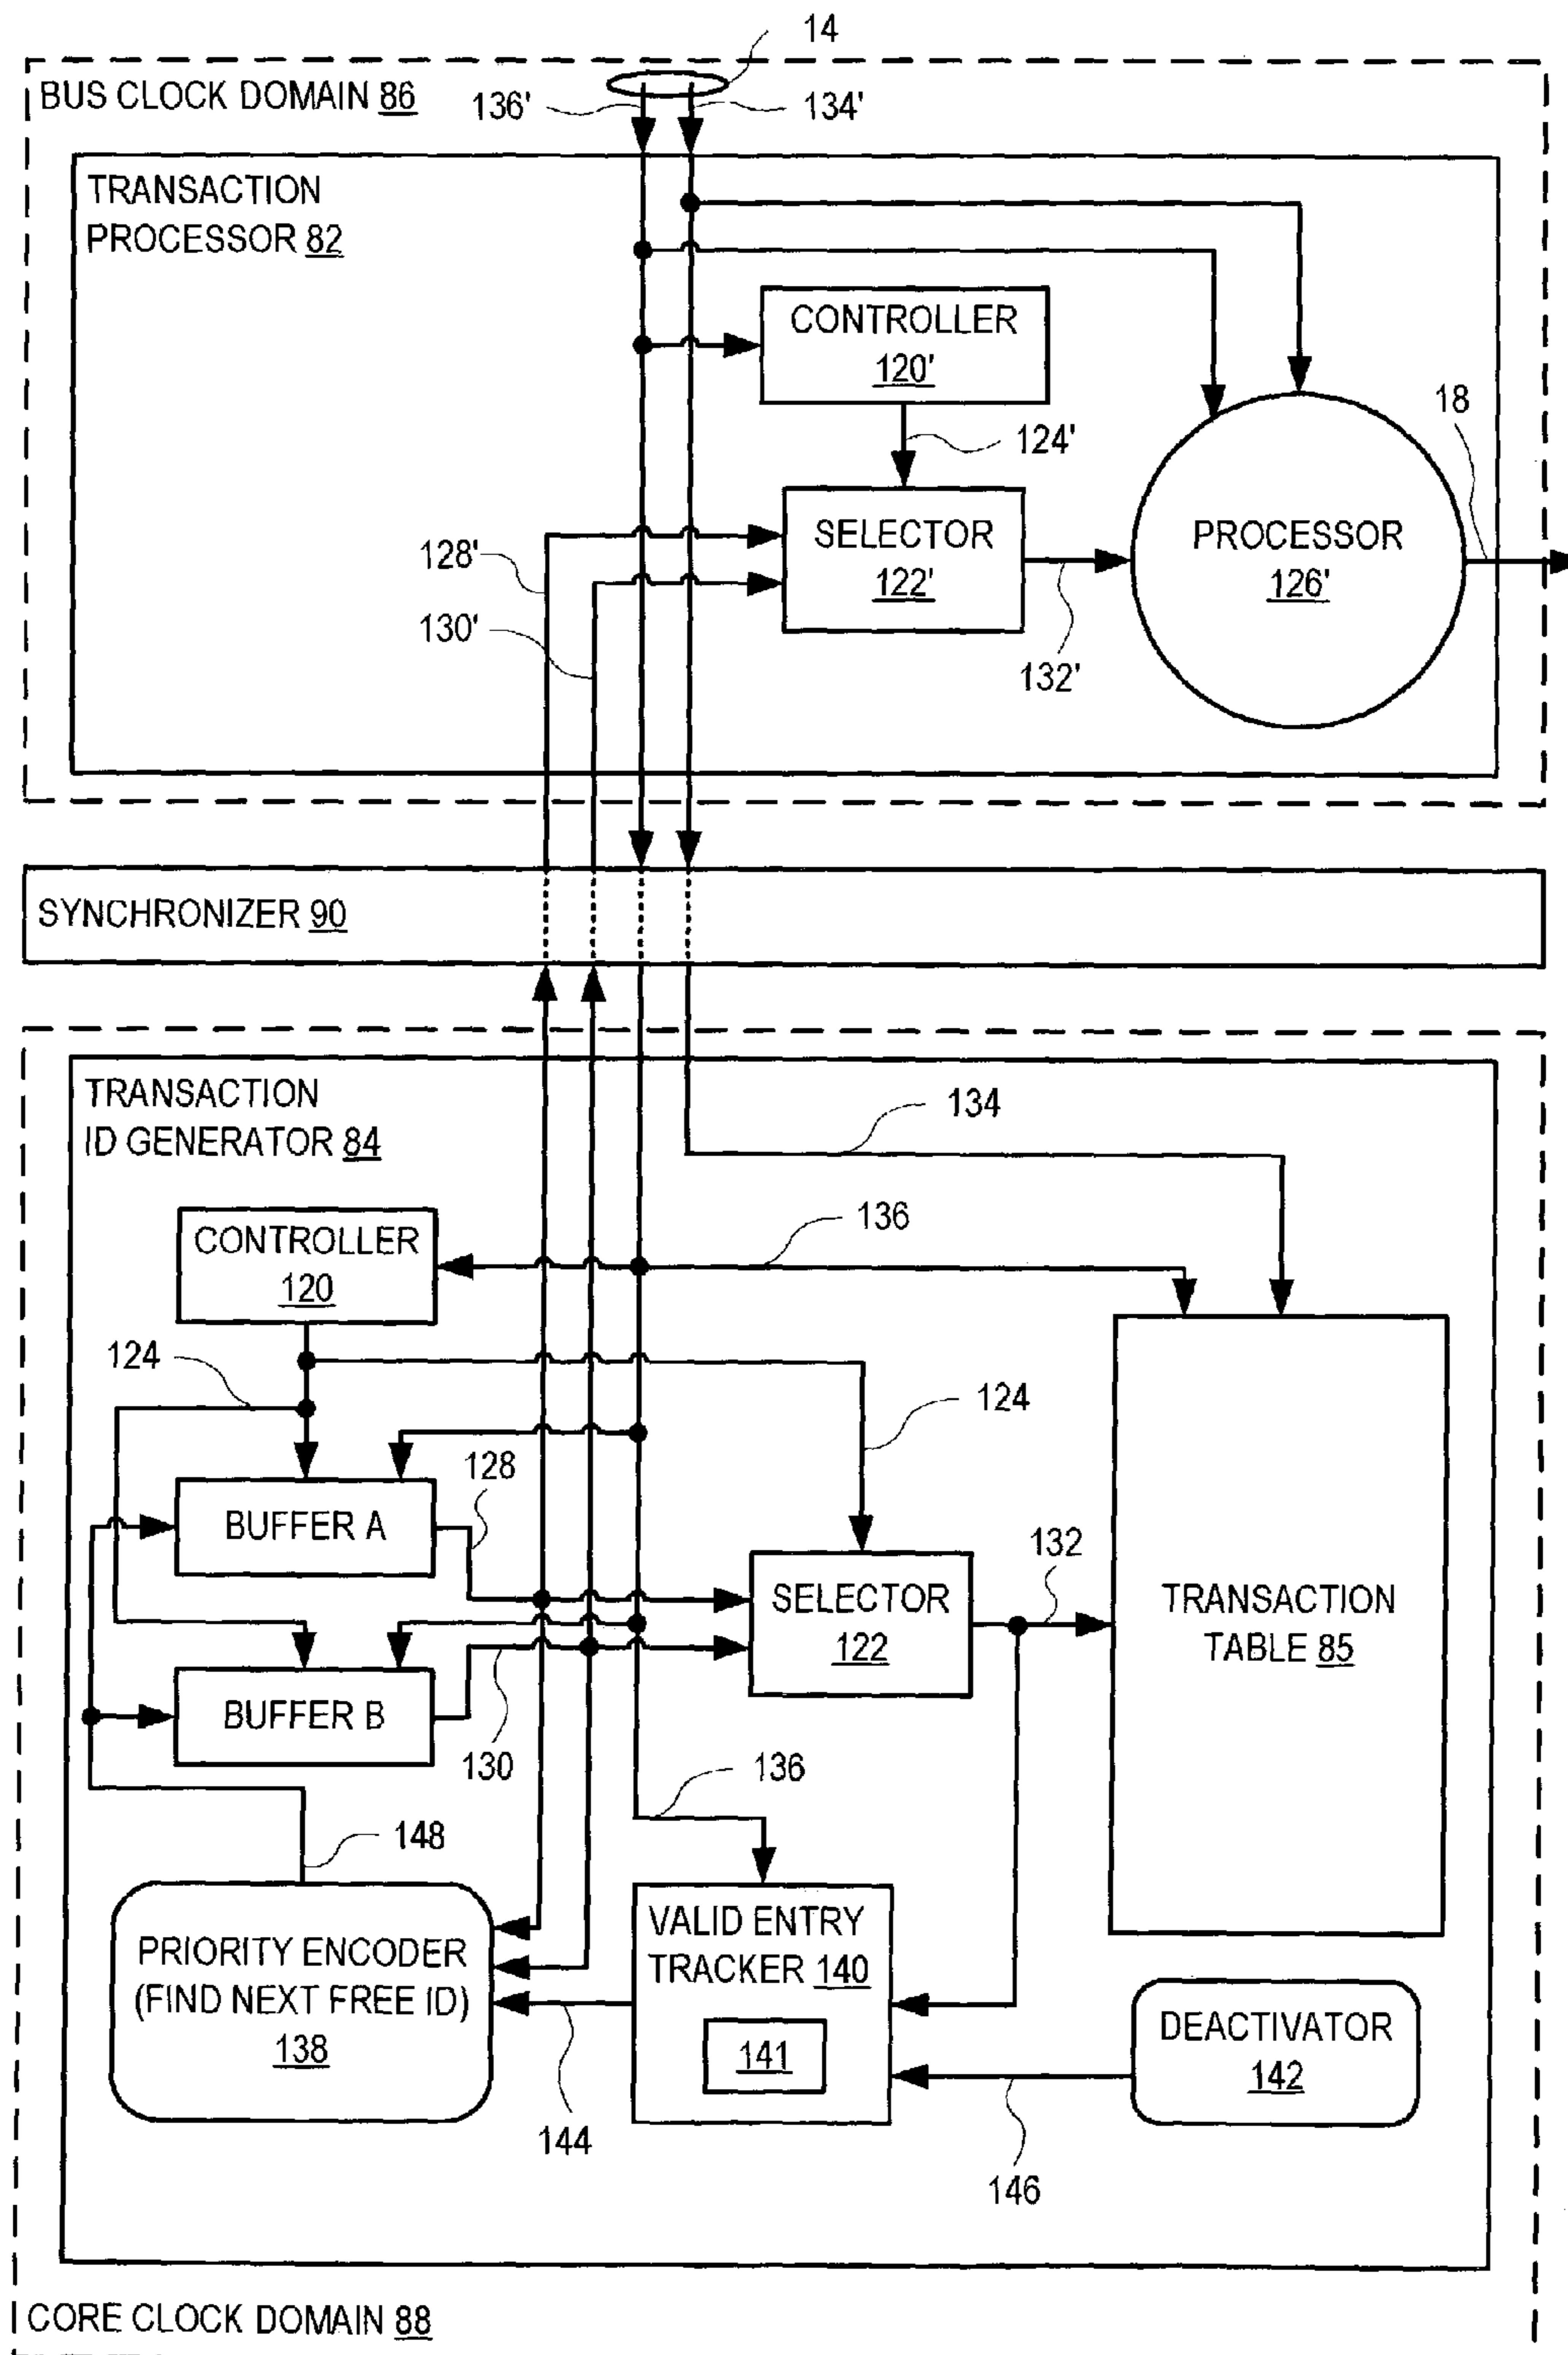 14
BUS CLOCK DOMAIN 86
136'
134'
TRANSACTION
PROCESSOR 82
CONTROLLER
120'
124'
18
SELECTOR
122'
PROCESSOR
126'
128'
130'
132'
SYNCHRONIZER 90
TRANSACTION
ID GENERATOR 84
134
136
CONTROLLER
120
124
124
128
BUFFER A
132
SELECTOR
122
TRANSACTION
TABLE 85
BUFFER B
130
136
148
VALID ENTRY
TRACKER 140
141
PRIORITY ENCODER
(FIND NEXT FREE ID)
138
DEACTIVATOR
142
144
146
CORE CLOCK DOMAIN 88